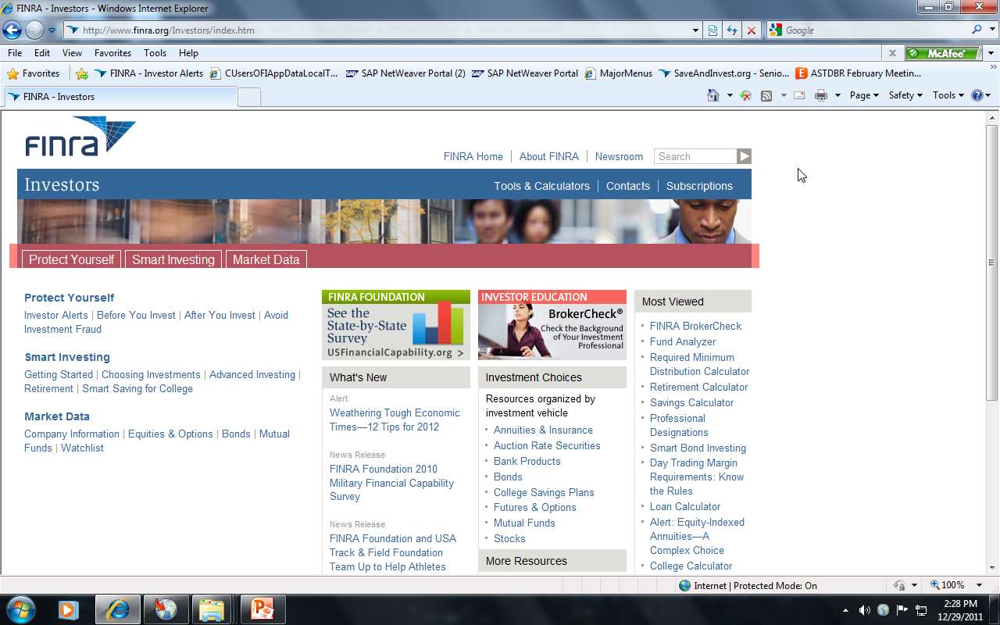 FINRA - Investors - Windows Internet Explorer
http://www.finra.org/Investors/index.htm
Google
File Edit View Favorites Tools Help
McAfee
Favorites FINRA - Investor Alerts CUsersOFIAppDataLocalT... SAP NetWeaver Portal (2) SAP NetWeaver Portal MajorMenus SaveAndInvest.org - Senio... ASTDBR February Meetin...
FINRA - Investors
Page Safety Tools
FINRA
FINRA Home | About FINRA | Newsroom Search
Investors
Tools & Calculators | Contacts | Subscriptions
Protect Yourself Smart Investing Market Data
Protect Yourself
Investor Alerts | Before You Invest | After You Invest | Avoid
Investment Fraud
Smart Investing
Getting Started | Choosing Investments | Advanced Investing |
Retirement | Smart Saving for College
Market Data
Company Information | Equities & Options | Bonds | Mutual
Funds | Watchlist
FINRA FOUNDATION
See the
State-by-State
Survey
USFinancialCapability.org >
What's New
Alert
Weathering Tough Economic
Times—12 Tips for 2012
News Release
FINRA Foundation 2010
Military Financial Capability
Survey
News Release
FINRA Foundation and USA
Track & Field Foundation
Team Up to Help Athletes
INVESTOR EDUCATION
BrokerCheck®
Check the Background
of Your Investment
Professional
Investment Choices
Resources organized by
investment vehicle
Annuities & Insurance
Auction Rate Securities
Bank Products
Bonds
College Savings Plans
Futures & Options
Mutual Funds
Stocks
More Resources
Most Viewed
FINRA BrokerCheck
Fund Analyzer
Required Minimum
Distribution Calculator
Retirement Calculator
Savings Calculator
Professional
Designations
Smart Bond Investing
Day Trading Margin
Requirements: Know
the Rules
Loan Calculator
Alert: Equity-Indexed
Annuities—A
Complex Choice
College Calculator
Internet | Protected Mode: On
100%
2:28 PM
12/29/2011